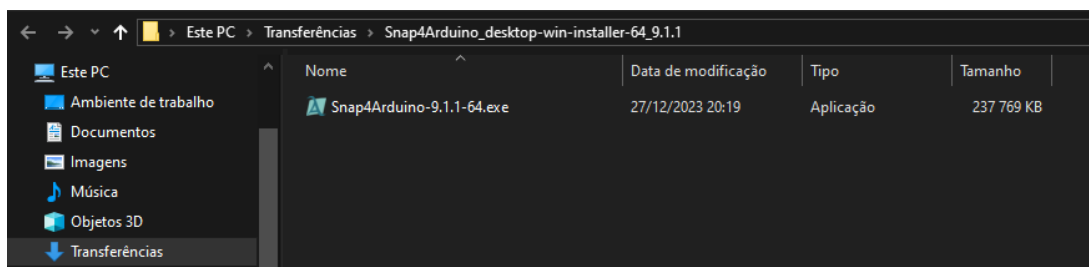 Este PC > Transferências > Snap4Arduino_desktop-win-installer-64_9.1.1
Este PC
Nome Data de modificação Tipo Tamanho
Ambiente de trabalho
Snap4Arduino-9.1.1-64.exe 27/12/2023 20:19 Aplicação 237 769 KB
Documentos
Imagens
Música
Objetos 3D
Transferências